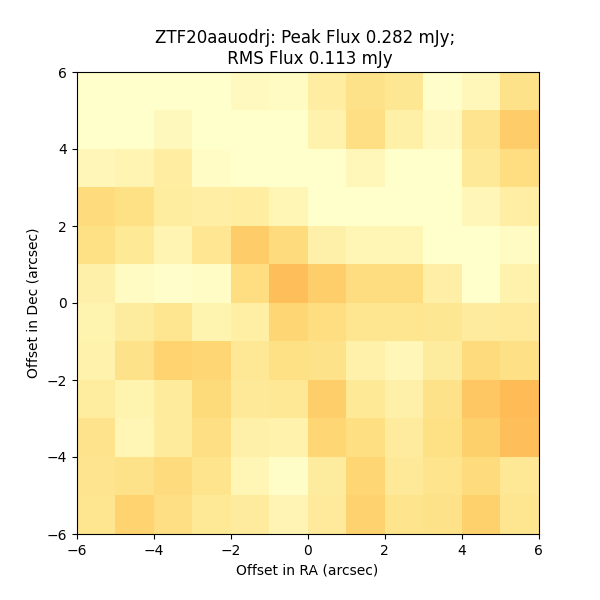 ZTF20aauodrj: Peak Flux 0.282 mJy;
RMS Flux 0.113 mJy
6
4
2
0
−2
−4
−6
Offset in Dec (arcsec)
−6 −4 −2 0 2 4 6
Offset in RA (arcsec)